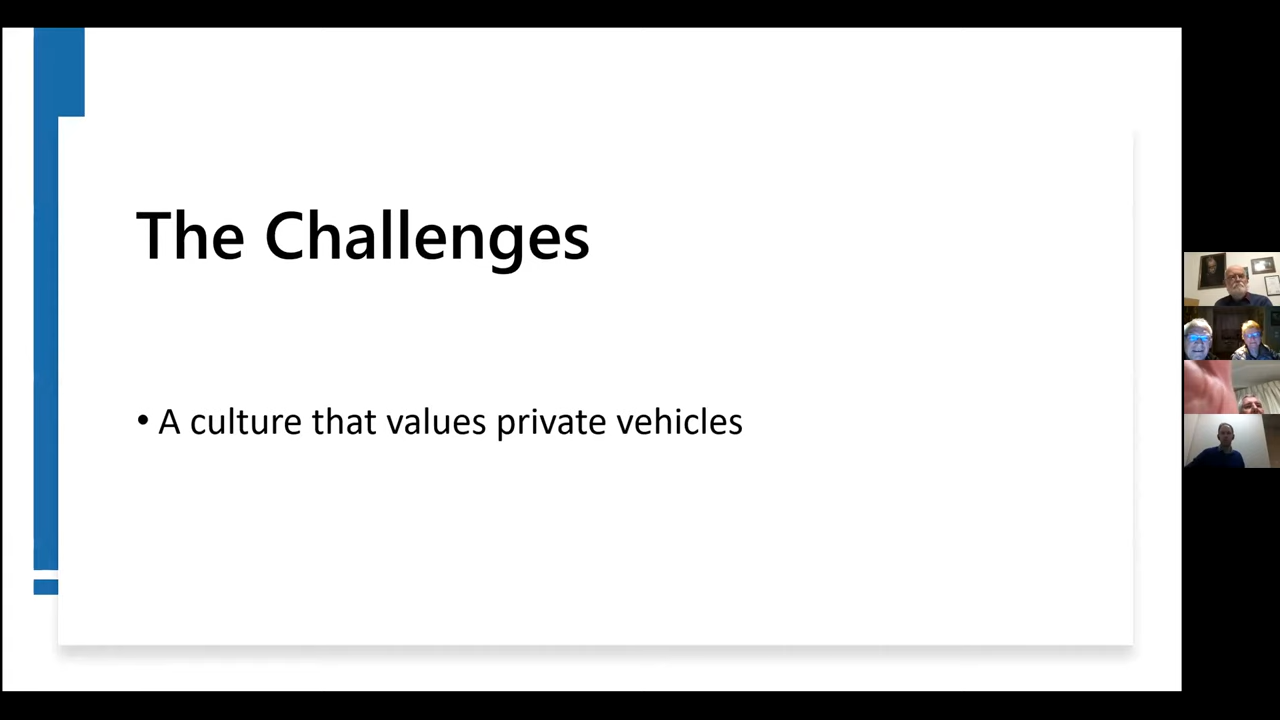 The Challenges
• A culture that values private vehicles